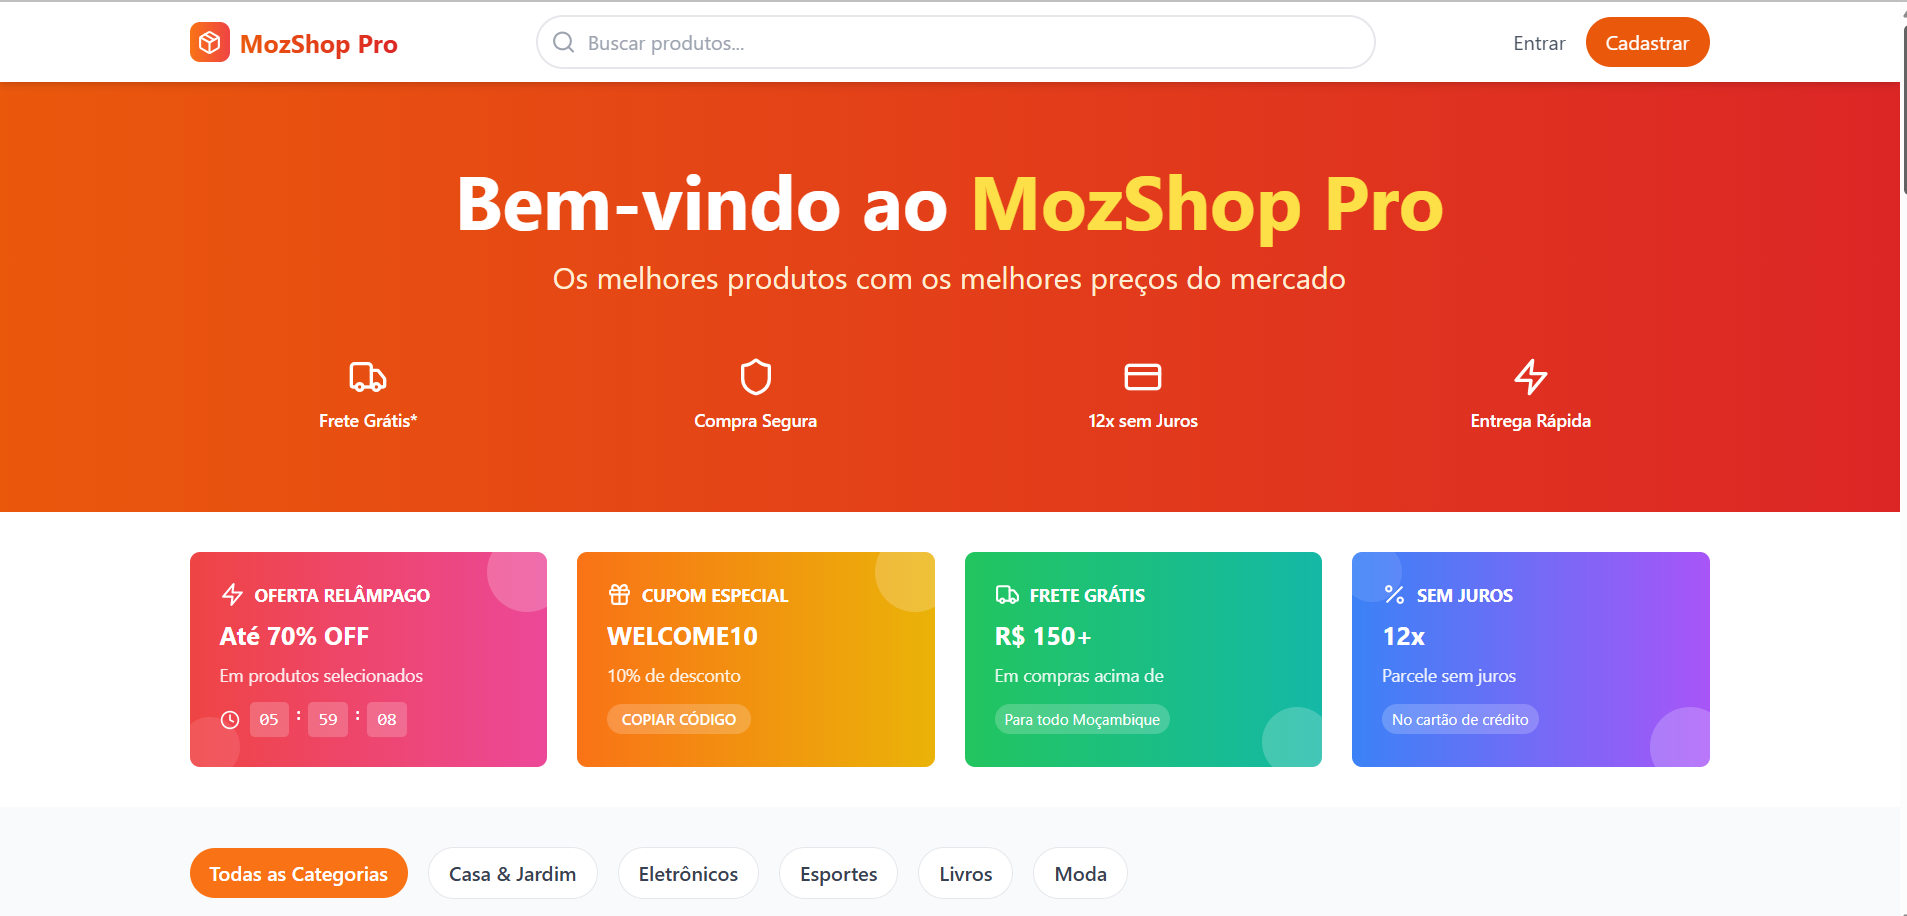 MozShop Pro
Buscar produtos...
Entrar
Cadastrar
Bem-vindo ao MozShop Pro
Os melhores produtos com os melhores preços do mercado
Frete Grátis*
Compra Segura
12x sem Juros
Entrega Rápida
OFERTA RELÂMPAGO
Até 70% OFF
Em produtos selecionados
05 : 59 : 08
CUPOM ESPECIAL
WELCOME10
10% de desconto
COPIAR CÓDIGO
FRETE GRÁTIS
R$ 150+
Em compras acima de
Para todo Moçambique
SEM JUROS
12x
Parcele sem juros
No cartão de crédito
Todas as Categorias
Casa & Jardim
Eletrônicos
Esportes
Livros
Moda